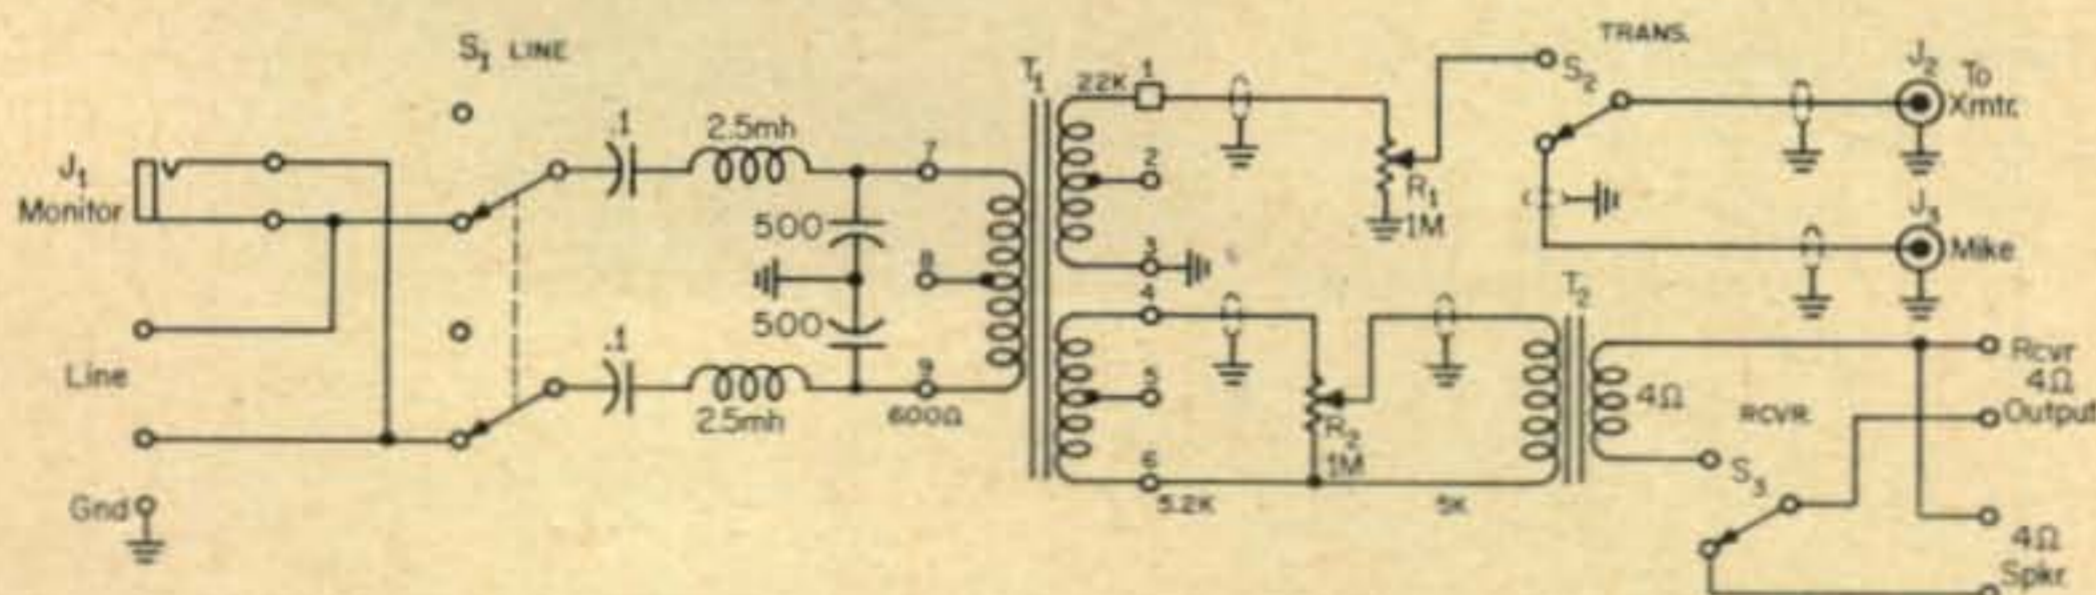 S1 LINE
TRANS.
T1
22K
1
S2
J2
To
Xmtr.
.1
2.5mh
7
2
J1
Monitor
R1
1M
500
8
3
J3
Mike
4
T2
500
Line
.1
9
600Ω
2.5mh
5
R2
1M
4Ω
RCVR.
Rcvr
4Ω
Output
6
5.2K
5K
S3
Gnd
4Ω
Spkr.